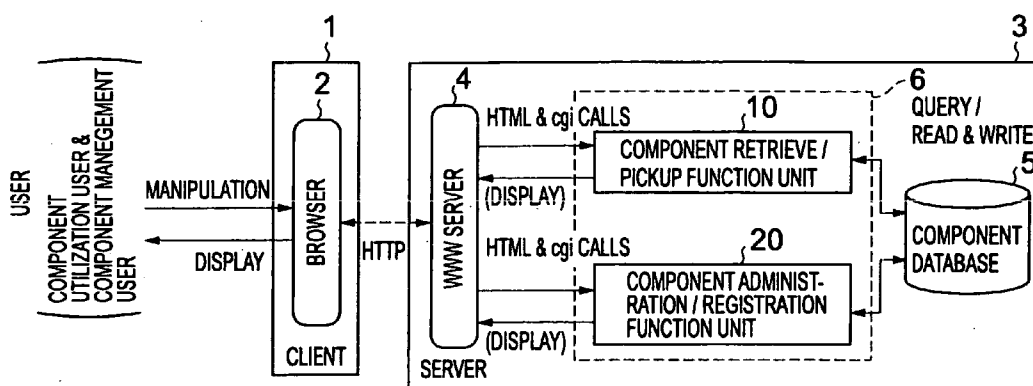 1
3
2
4
6
QUERY /
READ & WRITE
HTML & cgi CALLS
10
5
USER
COMPONENT
UTILIZATION USER &
COMPONENT MANEGEMENT
USER
MANIPULATION
DISPLAY
BROWSER
HTTP
WWW SERVER
COMPONENT RETRIEVE /
PICKUP FUNCTION UNIT
(DISPLAY)
COMPONENT
DATABASE
HTML & cgi CALLS
20
COMPONENT ADMINIST-
RATION / REGISTRATION
FUNCTION UNIT
(DISPLAY)
CLIENT
SERVER